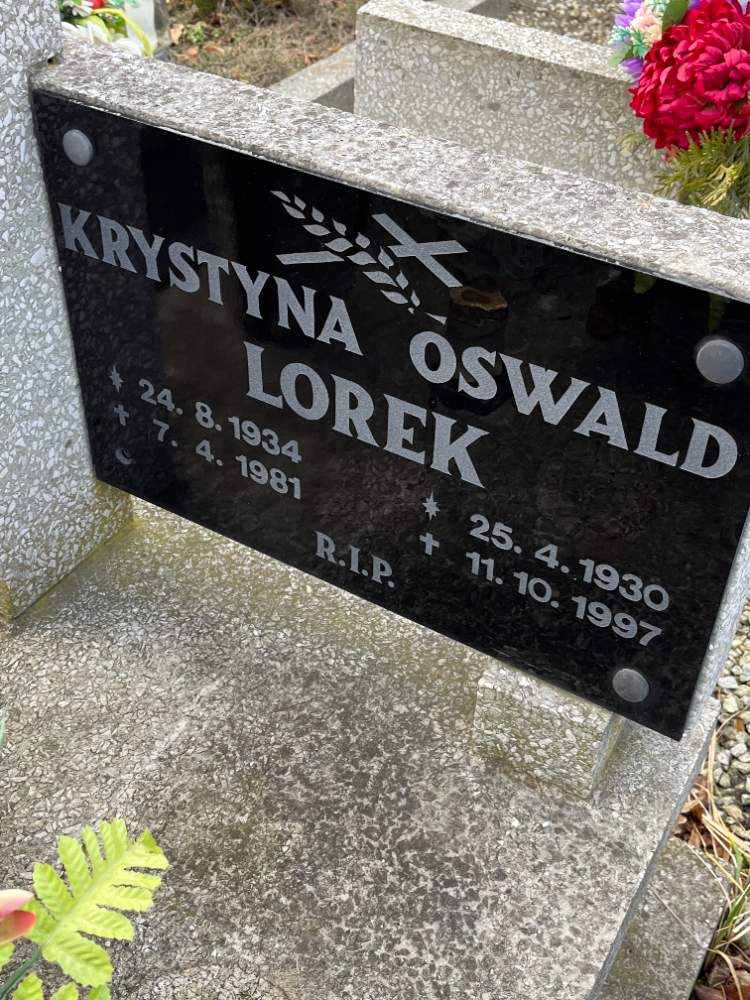 KRYSTYNA OSWALD
LOREK
24. 8. 1934
7. 4. 1981
25. 4. 1930
11. 10. 1997
R.I.P.